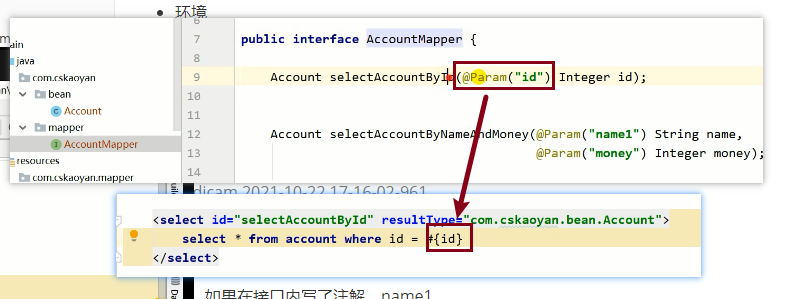 • 环境
6
7 public interface AccountMapper {
8
9 Account selectAccountById(@Param("id") Integer id);
11
12 Account selectAccountByNameAndMoney(@Param("name1") String name,
13 @Param("money") Integer money);
14
ain
java
com.cskaoyan
bean
Account
mapper
AccountMapper
resources
com.cskaoyan.mapper
dicam 2021-10-22 17-16-02-961
<select id="selectAccountById" resultType="com.cskaoyan.bean.Account">
select * from account where id = #{id}
</select>
如果在接口内写了注解 name1